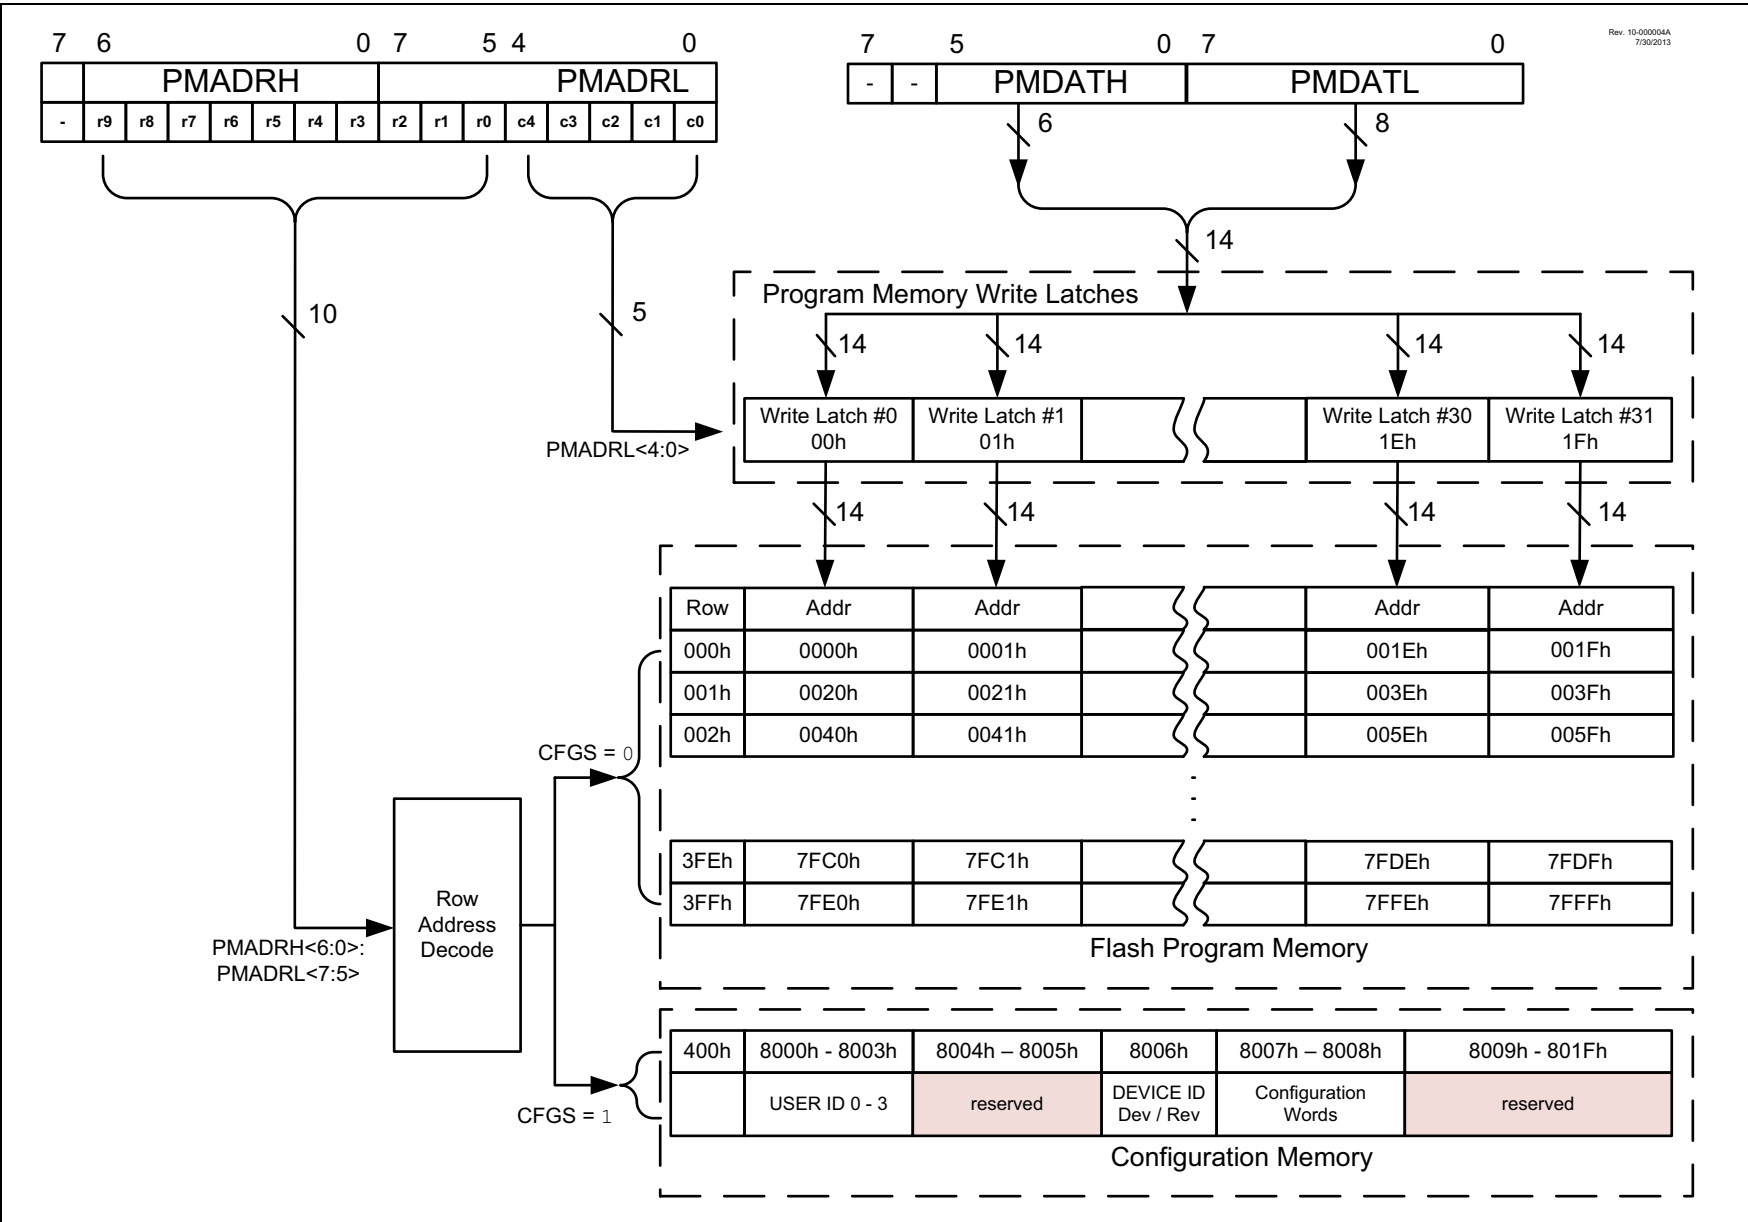 Rev. 10-000004A
7/30/2013
7 6 0 7 5 4 0
7 5 0 7 0
PMADRH PMADRL
- - PMDATH PMDATL
- r9 r8 r7 r6 r5 r4 r3 r2 r1 r0 c4 c3 c2 c1 c0
6 8
14
10 5
Program Memory Write Latches
14 14 14 14
Write Latch #0 Write Latch #1 Write Latch #30 Write Latch #31
00h 01h 1Eh 1Fh
PMADRL<4:0>
14 14 14 14
Row Addr Addr Addr Addr
000h 0000h 0001h 001Eh 001Fh
001h 0020h 0021h 003Eh 003Fh
002h 0040h 0041h 005Eh 005Fh
CFGS = 0
3FEh 7FC0h 7FC1h 7FDEh 7FDFh
3FFh 7FE0h 7FE1h 7FFEh 7FFFh
Row
Address
Decode
PMADRH<6:0>:
PMADRL<7:5>
Flash Program Memory
400h 8000h - 8003h 8004h – 8005h 8006h 8007h – 8008h 8009h - 801Fh
USER ID 0 - 3 reserved DEVICE ID Configuration reserved
Dev / Rev Words
CFGS = 1
Configuration Memory